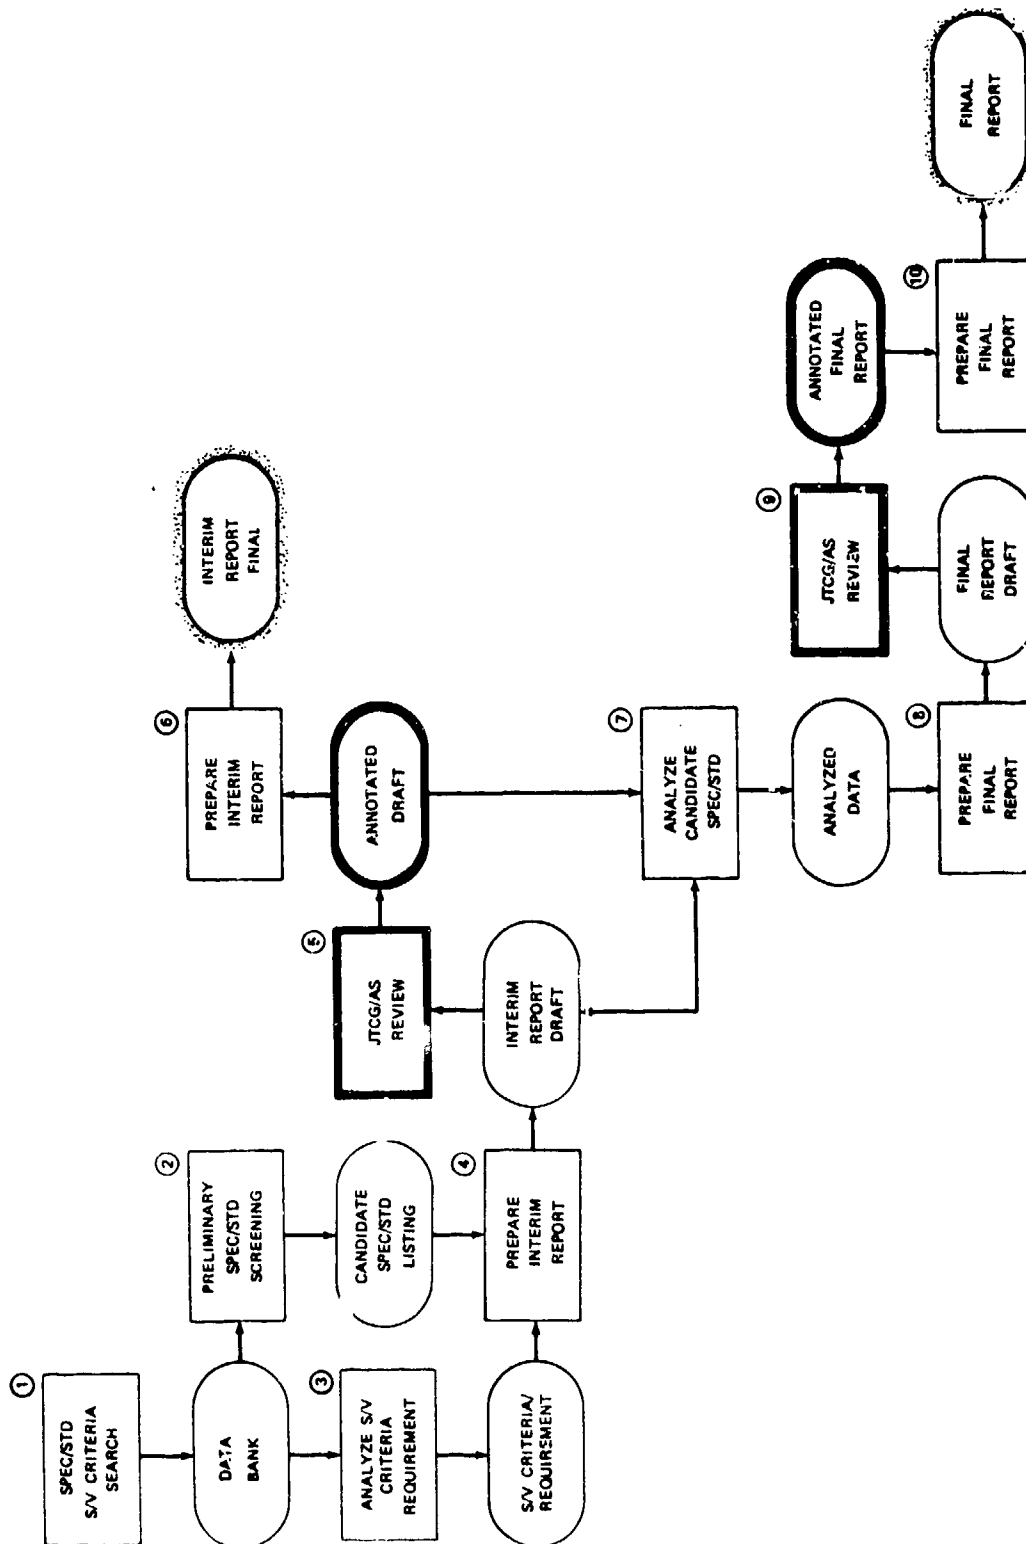 1
SPEC/STD
S/V CRITERIA
SEARCH
DATA
BANK
2
PRELIMINARY
SPEC/STD
SCREENING
3
ANALYZE S/V
CRITERIA
REQUIREMENT
CANDIDATE
SPEC/STD
LISTING
S/V CRITERIA/
REQUIREMENT
4
PREPARE
INTERIM
REPORT
INTERIM
REPORT
DRAFT
5
JTCG/AS
REVIEW
ANNOTATED
DRAFT
6
PREPARE
INTERIM
REPORT
INTERIM
REPORT
FINAL
7
ANALYZE
CANDIDATE
SPEC/STD
ANALYZED
DATA
8
PREPARE
FINAL
REPORT
FINAL
REPORT
DRAFT
9
JTCG/AS
REVIEW
ANNOTATED
FINAL
REPORT
10
PREPARE
FINAL
REPORT
FINAL
REPORT